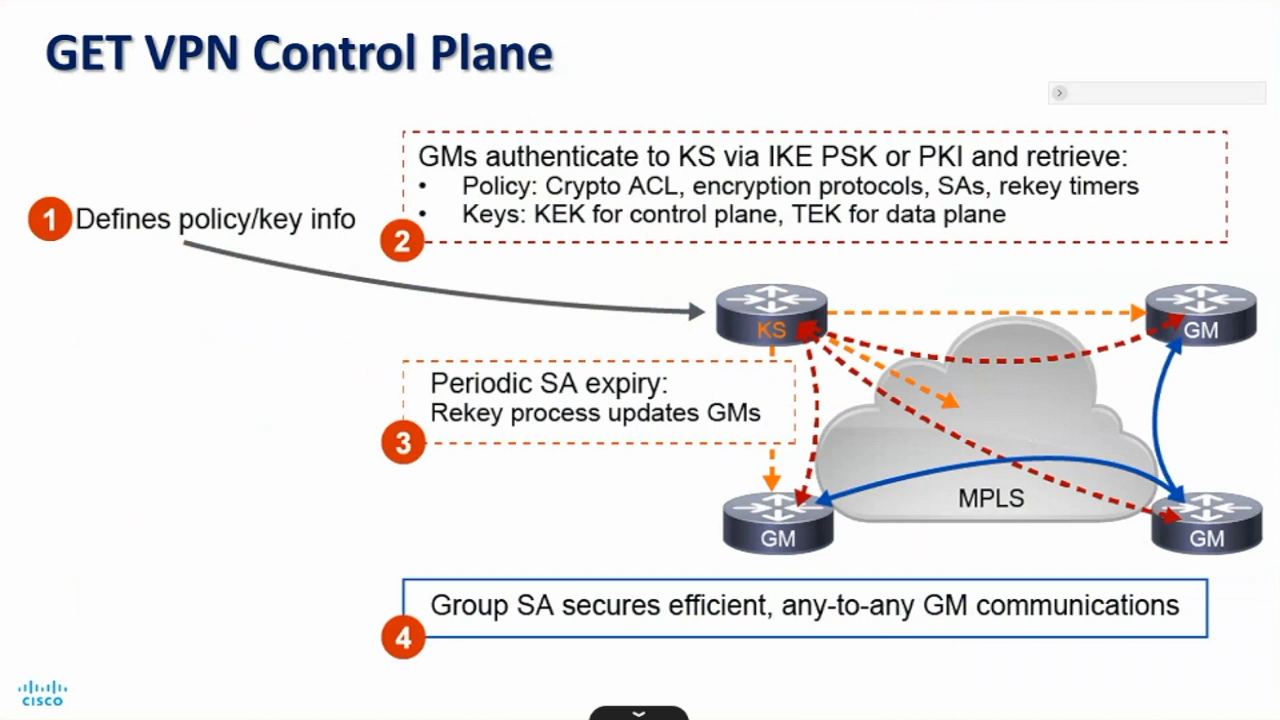 GET VPN Control Plane
GMs authenticate to KS via IKE PSK or PKI and retrieve:
• Policy: Crypto ACL, encryption protocols, SAs, rekey timers
• Keys: KEK for control plane, TEK for data plane
1 Defines policy/key info
2
KS
GM
Periodic SA expiry:
Rekey process updates GMs
3
MPLS
GM
GM
Group SA secures efficient, any-to-any GM communications
4
CISCO